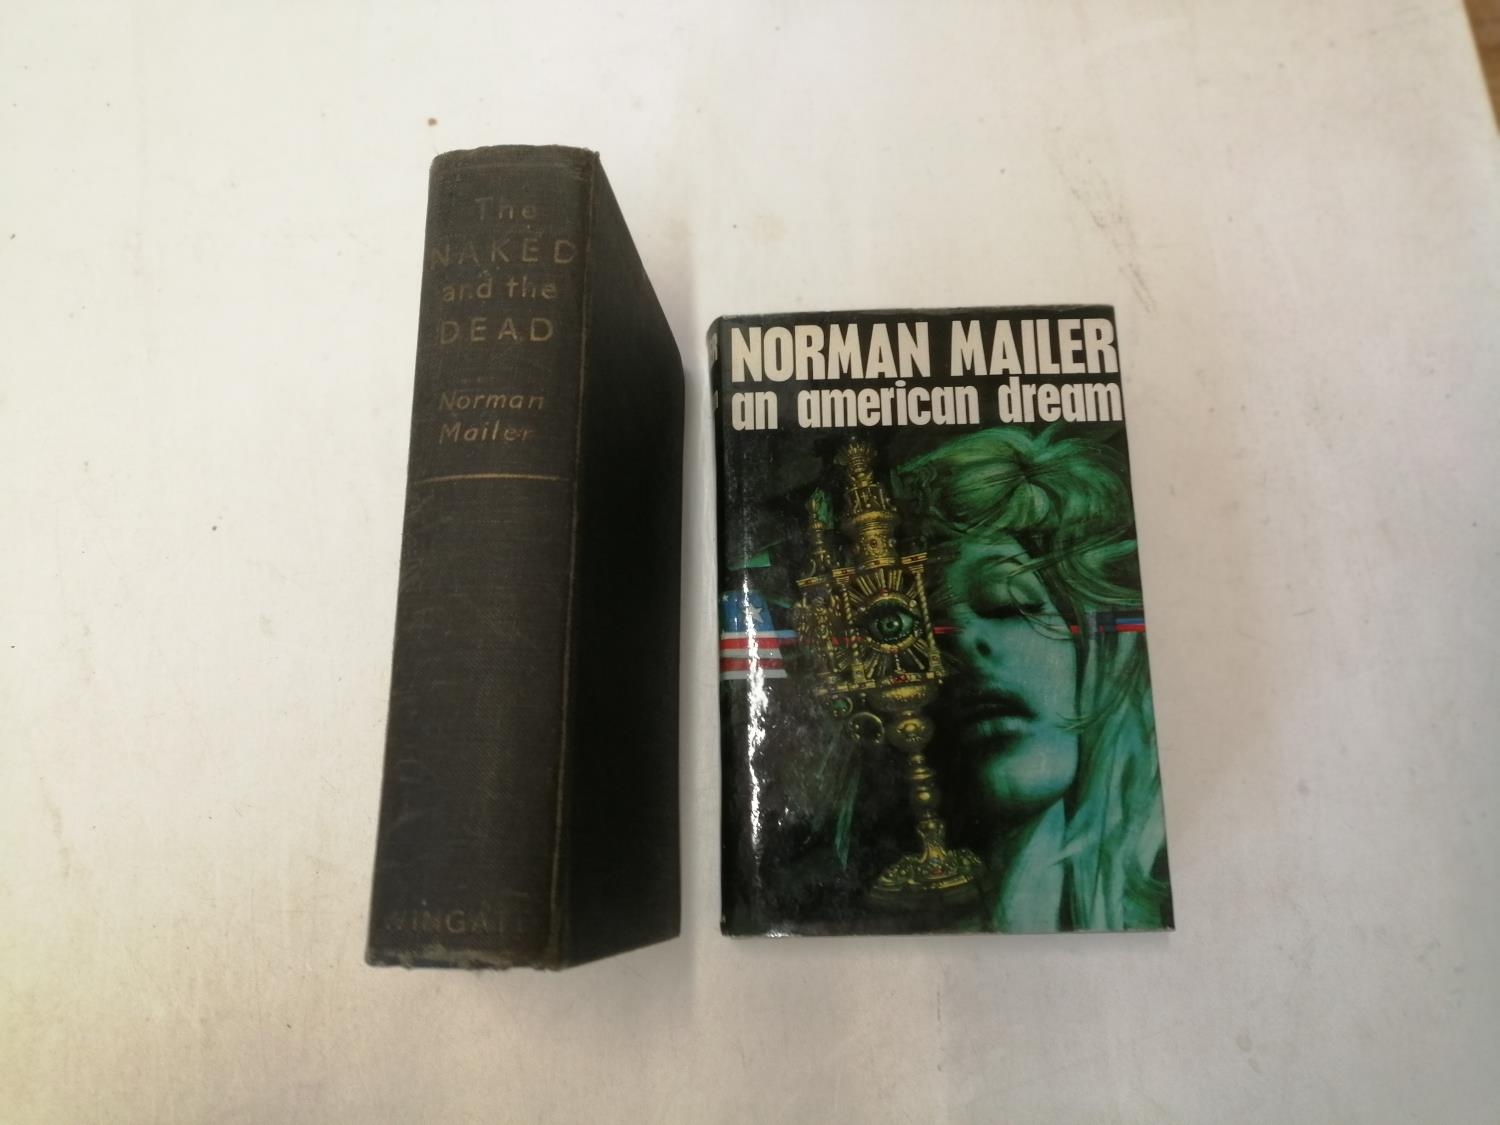 The
NAKED
and the
DEAD
Norman
Mailer
WINGATE
NORMAN MAILER
an american dream